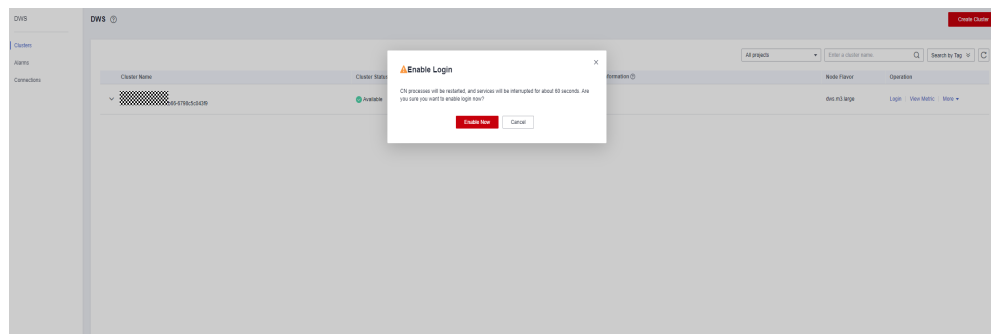 DWS
DWS
Create Cluster
Clusters
Alarms
Connections
All projects
Enter a cluster name.
Search by Tag
Cluster Name
Cluster Status
formation
Node Flavor
Operation
Available
dws.m3.large
Login
View Metric
More
Enable Login
CN processes will be restarted, and services will be interrupted for about 60 seconds. Are
you sure you want to enable login now?
Enable Now
Cancel